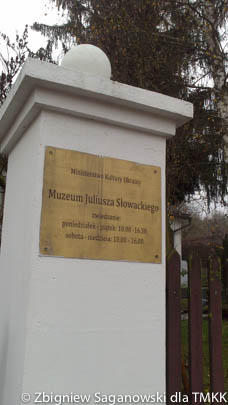 Ministerstwo Kultury Ukrainy
Muzeum Juliusza Słowackiego
zwiedzanie:
poniedziałek - piątek: 10.00 -16.30
sobota - niedziela: 10.00 -16.00
© Zbigniew Saganowski dla TMKK